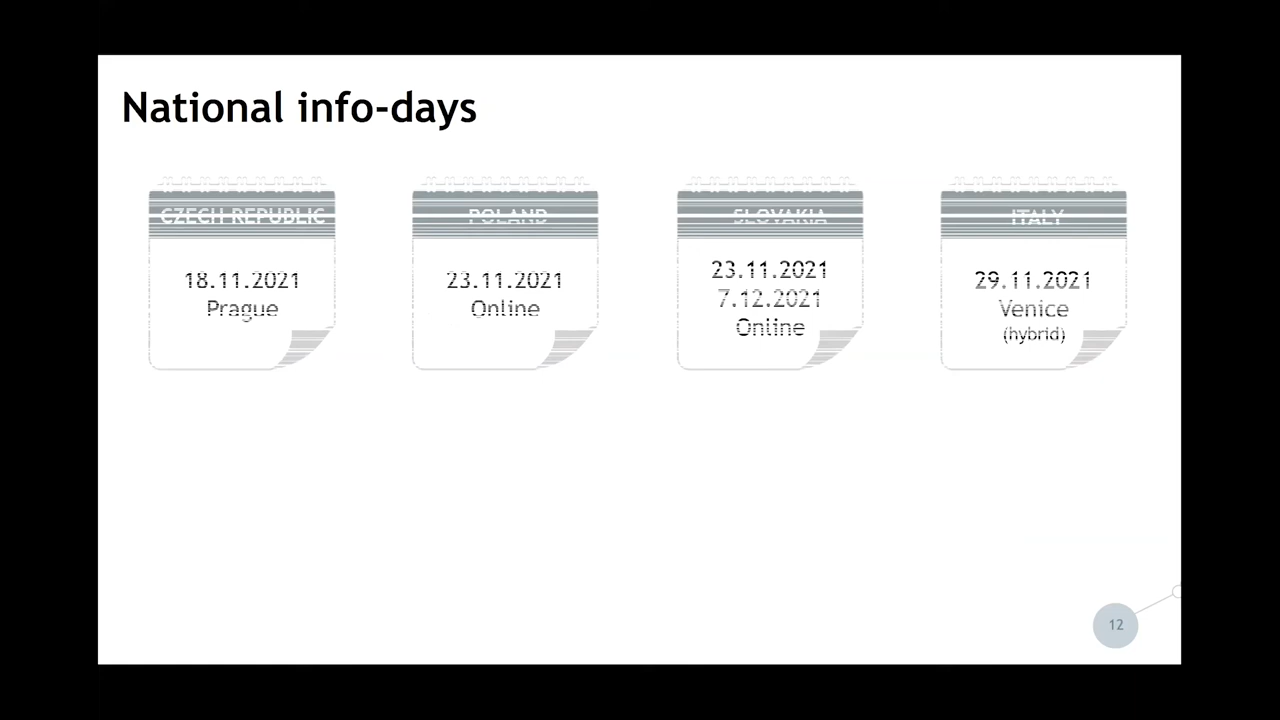 National info-days
CZECH REPUBLIC
18.11.2021
Prague
POLAND
23.11.2021
Online
SLOVAKIA
23.11.2021
7.12.2021
Online
ITALY
29.11.2021
Venice
(hybrid)
12